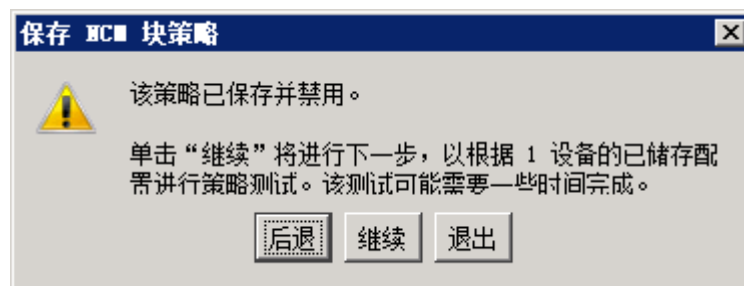 保存 NCM 块策略
该策略已保存并禁用。
单击“继续”将进行下一步，以根据 1 设备的已储存配
置进行策略测试。该测试可能需要一些时间完成。
后退 继续 退出